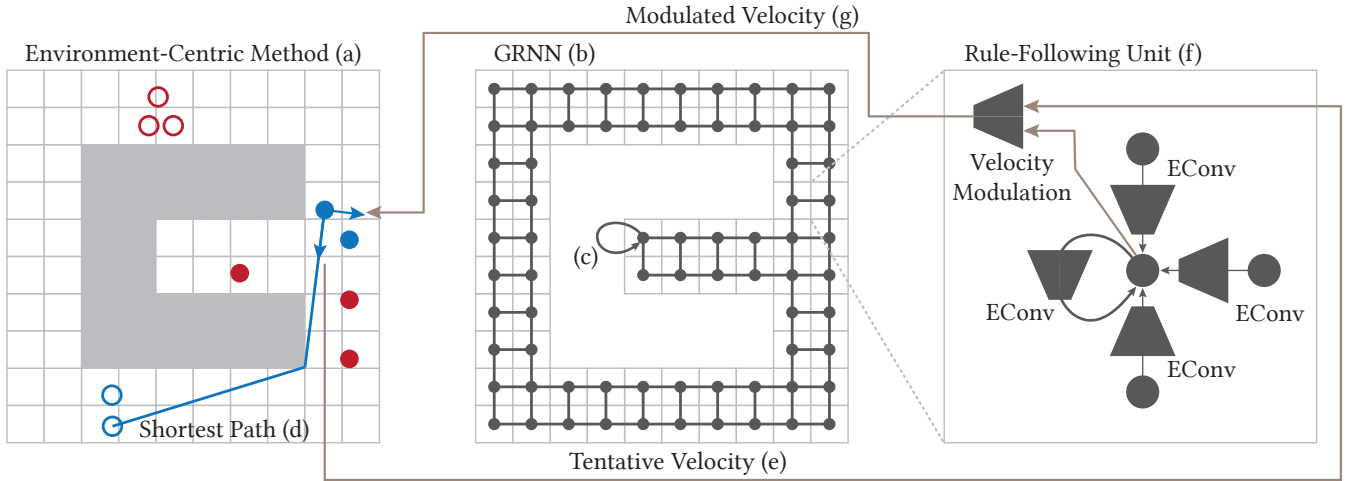 Modulated Velocity (g)
Environment-Centric Method (a)
GRNN (b)
Rule-Following Unit (f)
Velocity
Modulation
EConv
(c)
EConv
EConv
EConv
Shortest Path (d)
Tentative Velocity (e)